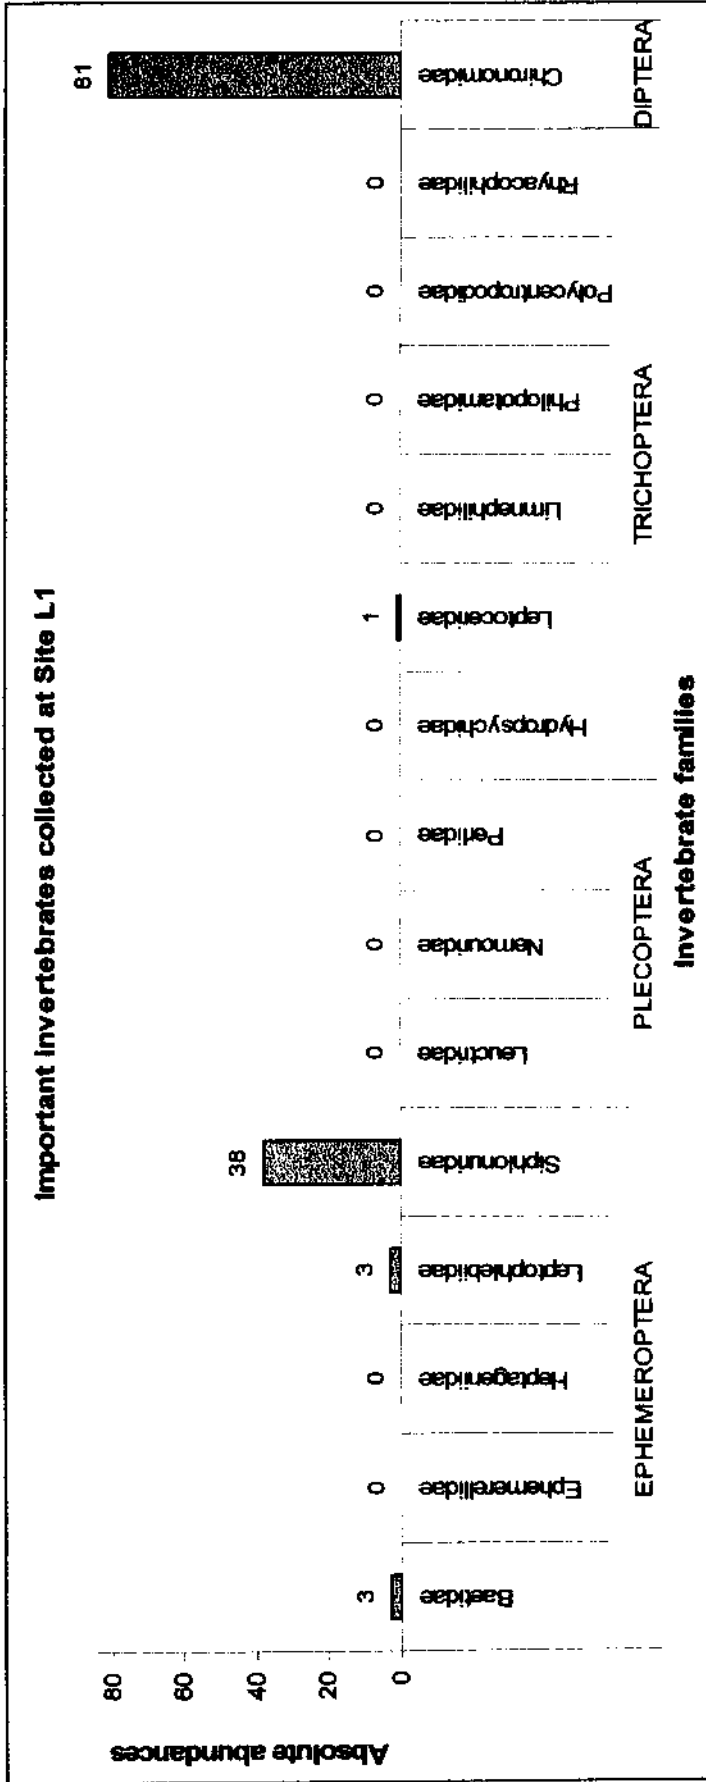 Important invertebrates collected at Site L1
Absolute abundances
80
60
40
20
0
3
0
0
3
38
0
0
0
0
1
0
0
0
0
81
Baetidae
Ephemerellidae
Heptageniidae
Leptophlebiidae
Siphlonuridae
Leuctridae
Nemouridae
Perlidae
Hydropsychidae
Leptoceridae
Limnephilidae
Philopotamidae
Polycentropodidae
Rhyacophilidae
Chironomidae
EPHEMEROPTERA
PLECOPTERA
TRICHOPTERA
DIPTERA
Invertebrate families